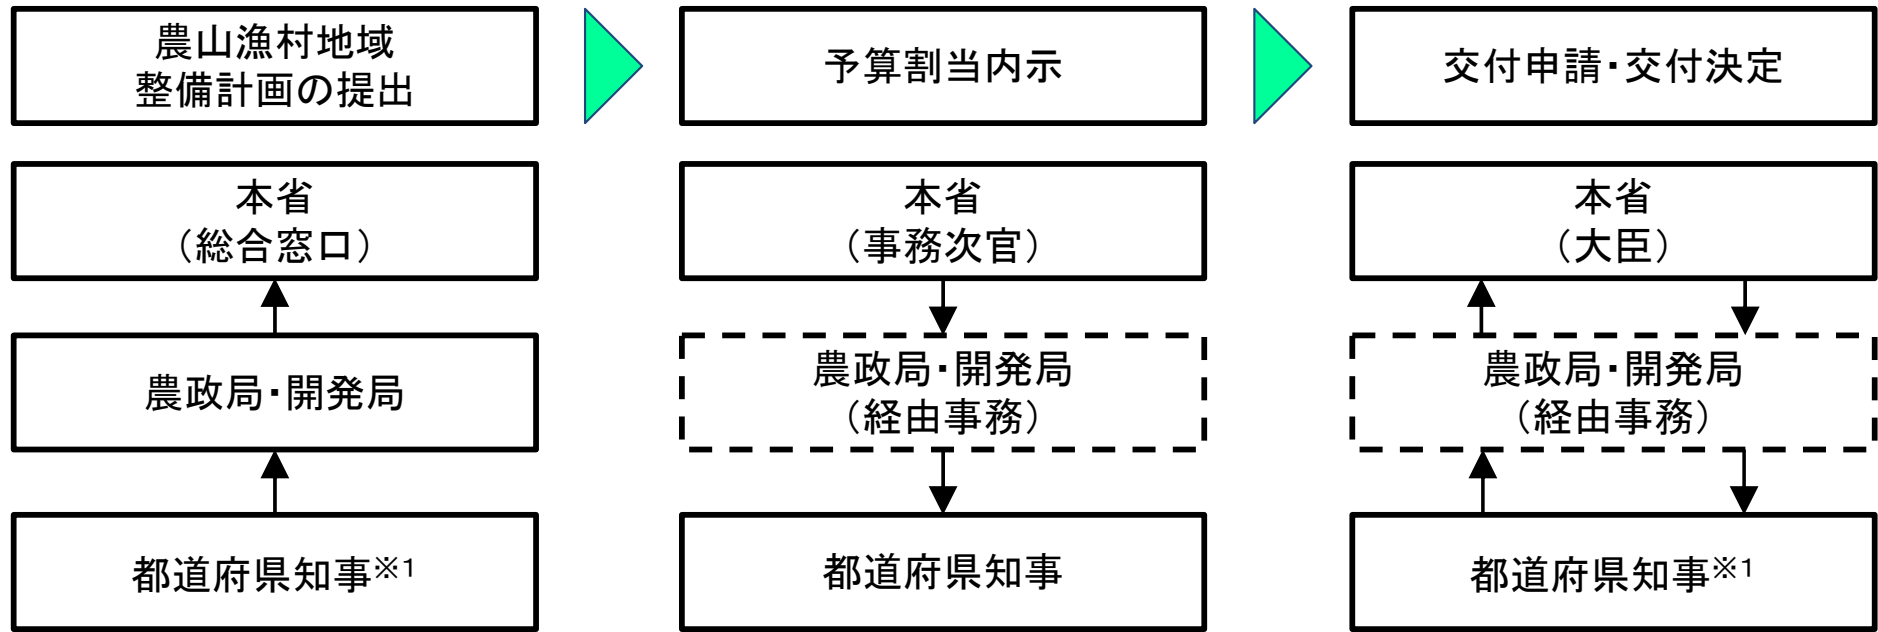 農山漁村地域
整備計画の提出
予算割当内示
交付申請・交付決定
本省
（総合窓口）
本省
（事務次官）
本省
（大臣）
農政局・開発局
農政局・開発局
（経由事務）
農政局・開発局
（経由事務）
都道府県知事※1
都道府県知事
都道府県知事※1